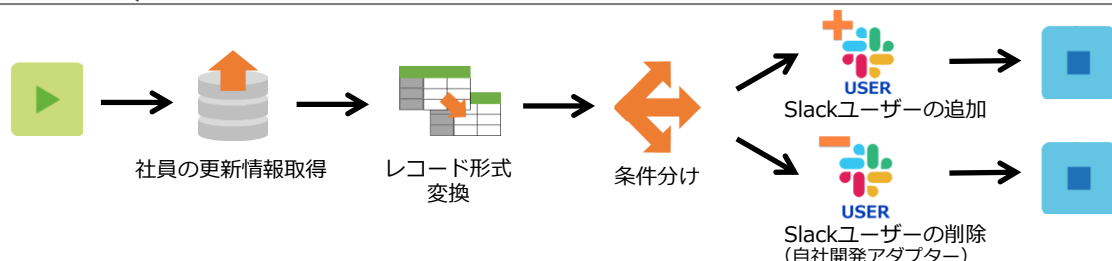 社員の更新情報取得
レコード形式
変換
条件分け
USER
Slackユーザーの追加
USER
Slackユーザーの削除
(自社開発アダプター)